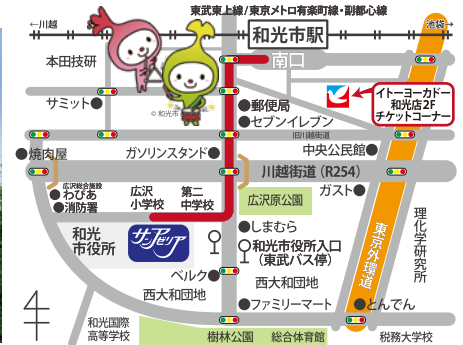 東武東上線/東京メトロ有楽町線・副都心線
←川越
和光市駅
池袋→
本田技研
南口
サミット
© 和光市
郵便局
セブンイレブン
イトーヨーカドー
和光店2F
チケットコーナー
旧川越街道
焼肉屋
ガソリンスタンド
中央公民館
川越街道（R254）
広沢総合施設
わぴあ
消防署
広沢
小学校
第二
中学校
広沢原公園
ガスト
和光
市役所
サンアゼリア
しまむら
和光市役所入口
（東武バス停）
東京外環道
理化学研究所
ベルク
西大和団地
西大和団地
ファミリーマート
とんでん
和光国際
高等学校
樹林公園
総合体育館
税務大学校